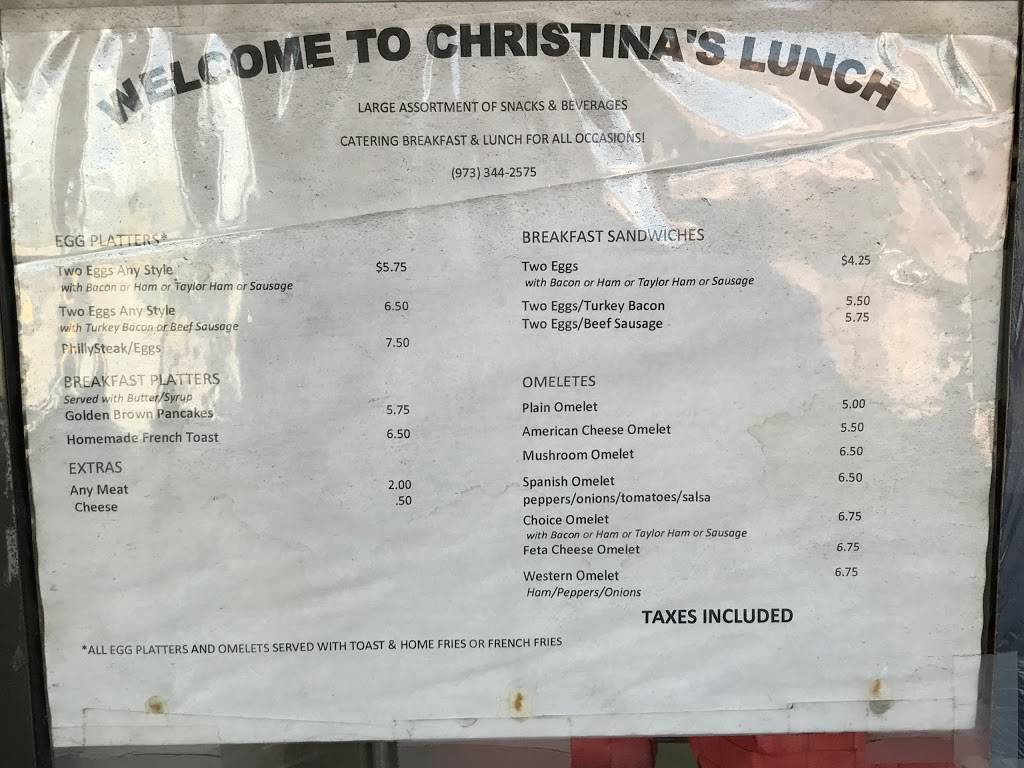 WELCOME TO CHRISTINA'S LUNCH
LARGE ASSORTMENT OF SNACKS & BEVERAGES
CATERING BREAKFAST & LUNCH FOR ALL OCCASIONS!
(973) 344-2575
EGG PLATTERS*
Two Eggs Any Style $5.75
with Bacon or Ham or Taylor Ham or Sausage
Two Eggs Any Style 6.50
with Turkey Bacon or Beef Sausage
PhillySteak/Eggs 7.50
BREAKFAST PLATTERS
Served with Butter/Syrup
Golden Brown Pancakes 5.75
Homemade French Toast 6.50
EXTRAS
Any Meat 2.00
Cheese .50
BREAKFAST SANDWICHES
Two Eggs $4.25
with Bacon or Ham or Taylor Ham or Sausage
Two Eggs/Turkey Bacon 5.50
Two Eggs/Beef Sausage 5.75
OMELETES
Plain Omelet 5.00
American Cheese Omelet 5.50
Mushroom Omelet 6.50
Spanish Omelet 6.50
peppers/onions/tomatoes/salsa
Choice Omelet 6.75
with Bacon or Ham or Taylor Ham or Sausage
Feta Cheese Omelet 6.75
Western Omelet 6.75
Ham/Peppers/Onions
TAXES INCLUDED
*ALL EGG PLATTERS AND OMELETS SERVED WITH TOAST & HOME FRIES OR FRENCH FRIES